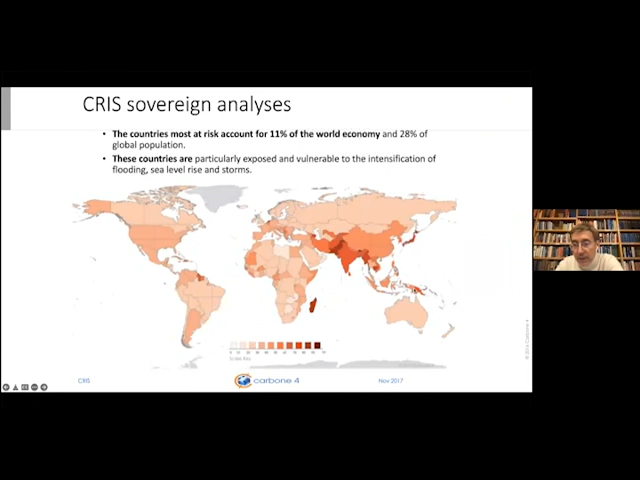 CRIS sovereign analyses
• The countries most at risk account for 11% of the world economy and 28% of
global population.
• These countries are particularly exposed and vulnerable to the intensification of
flooding, sea level rise and storms.
CRIS
carbone 4
Nov 2017